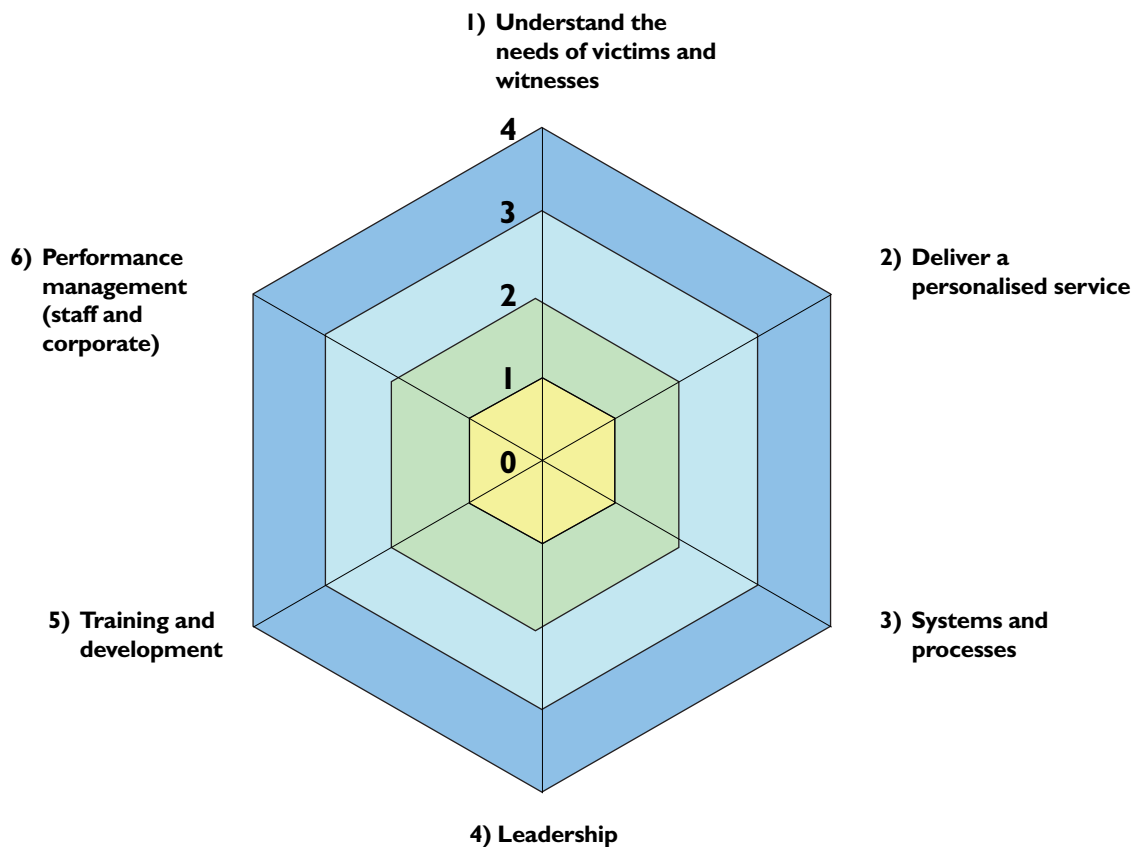 1) Understand the
needs of victims and
witnesses
4
3
6) Performance
management
(staff and
corporate)
2) Deliver a
personalised service
2
1
0
5) Training and
development
3) Systems and
processes
4) Leadership